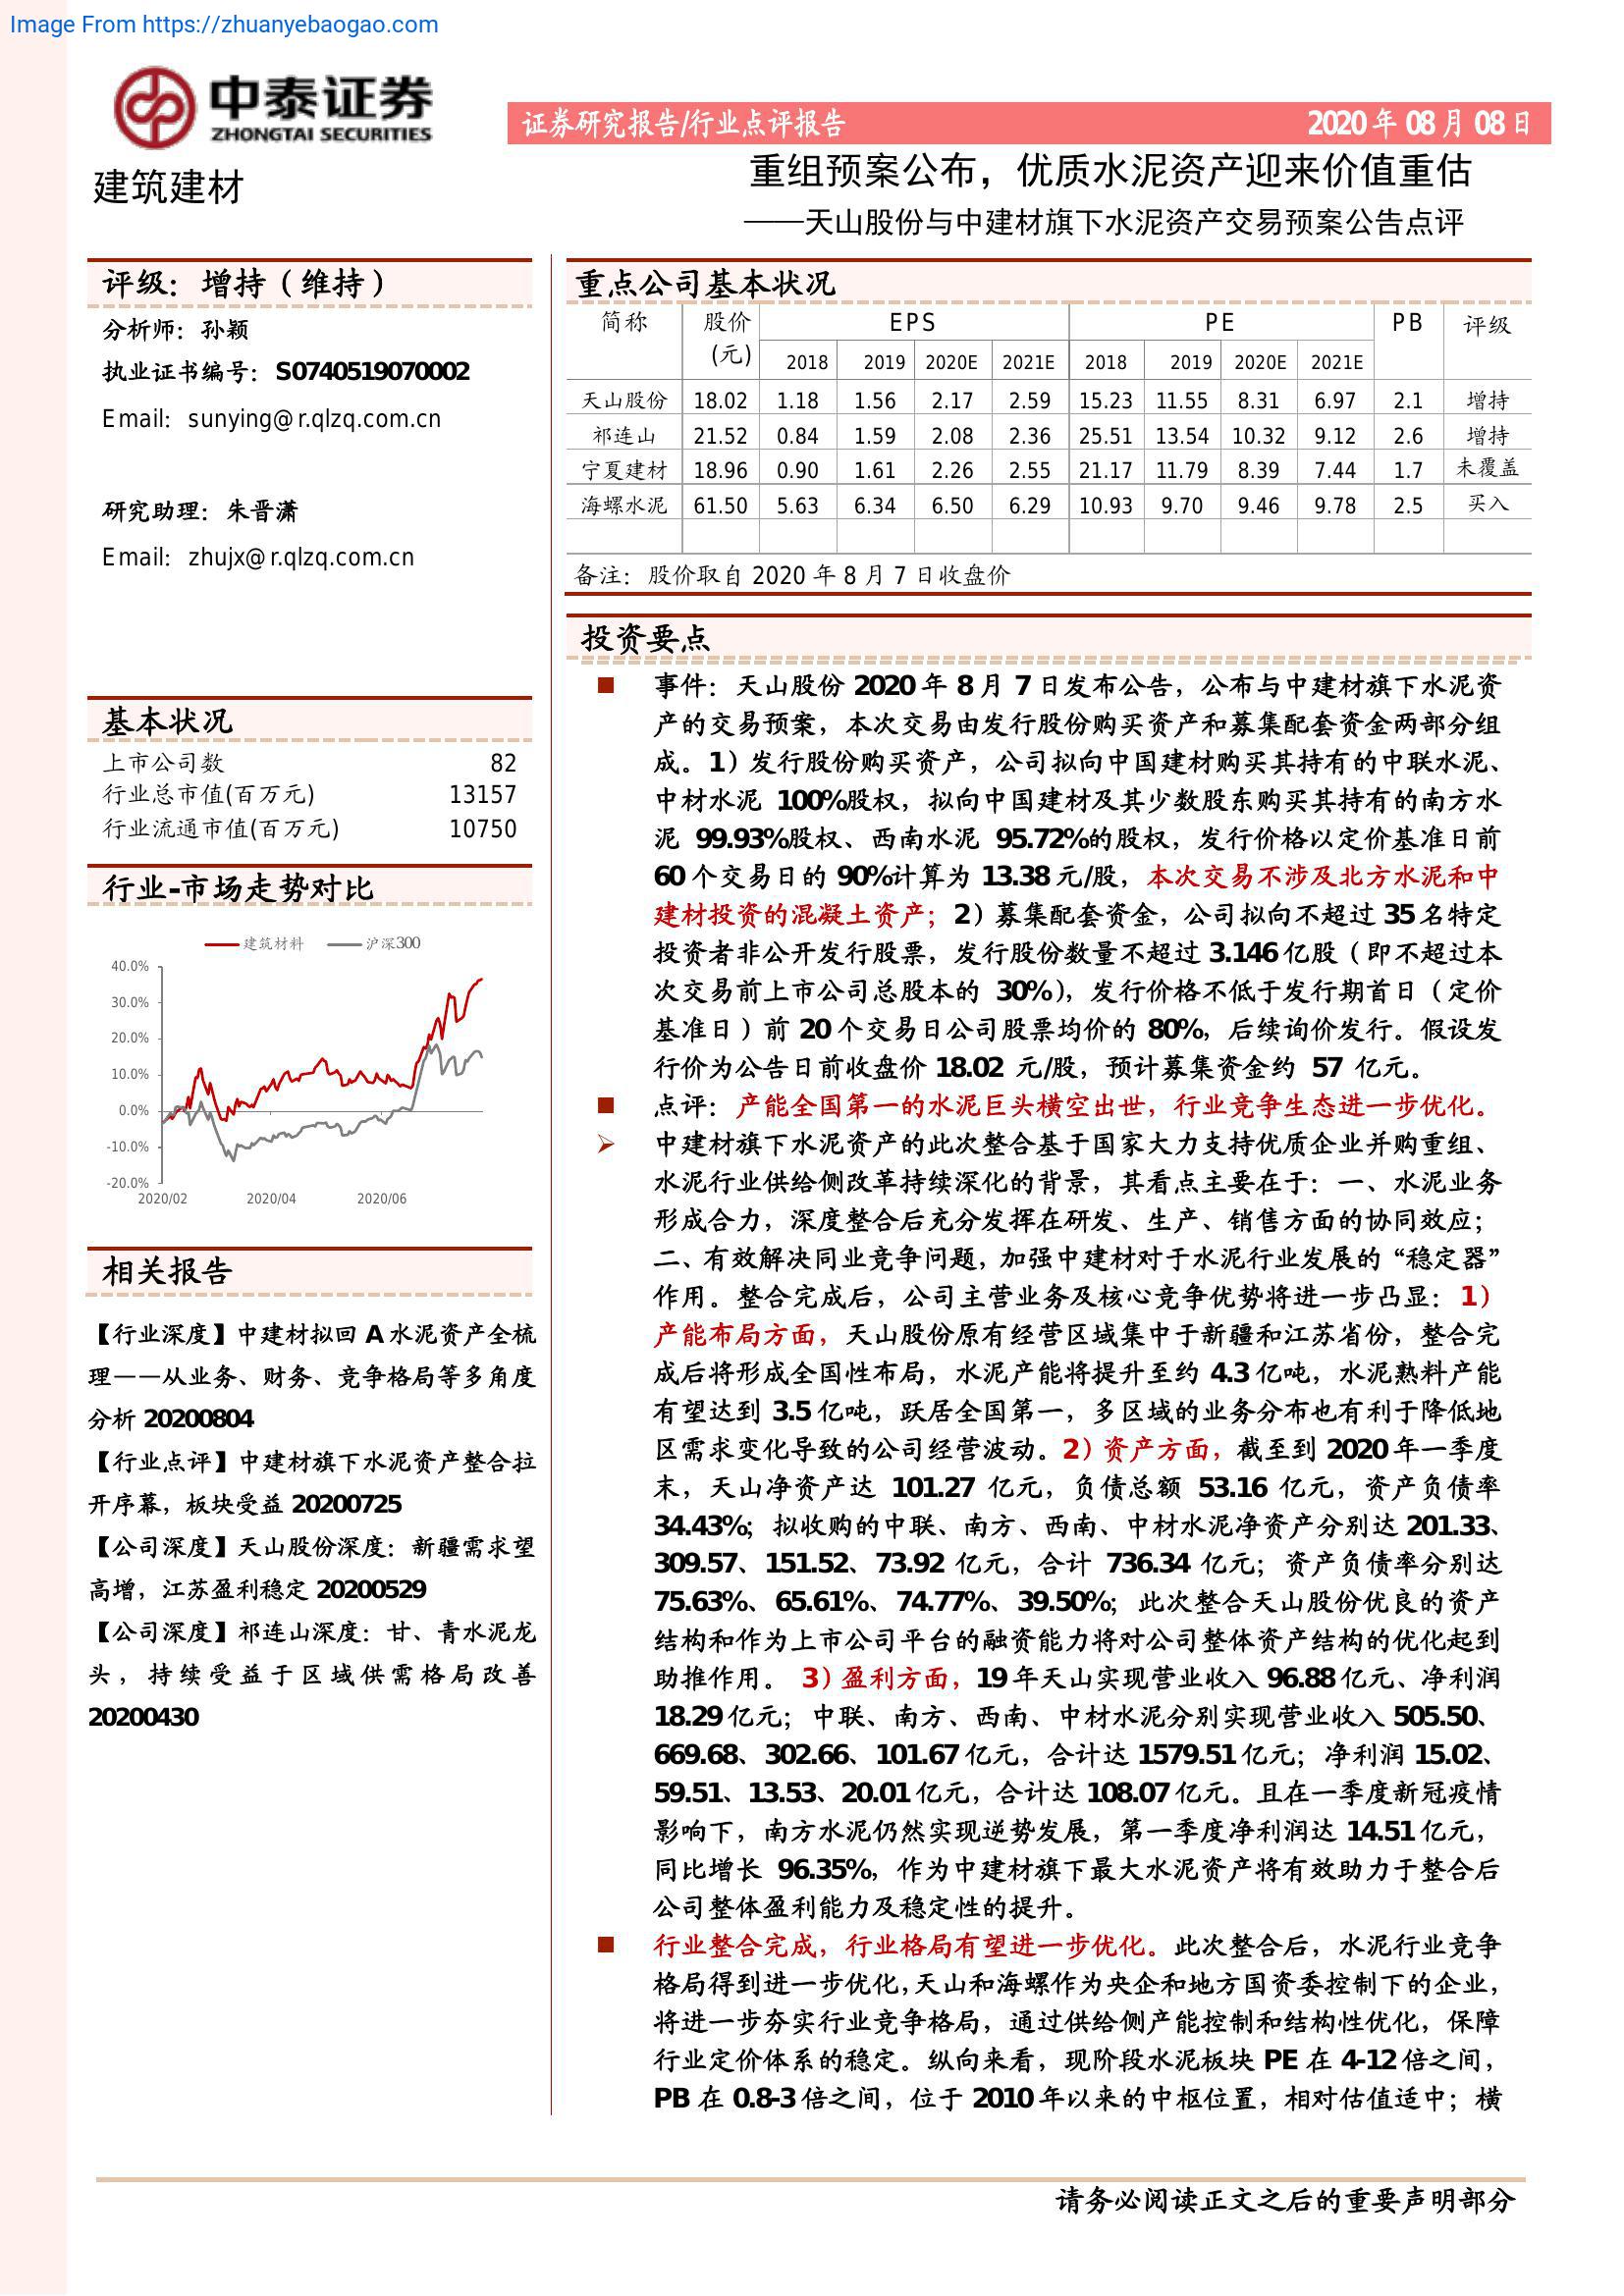 Image From https://zhuanyebaogao.com
中泰证券
ZHONGTAI SECURITIES
证券研究报告/行业点评报告 2020年08月08日
建筑建材
重组预案公布，优质水泥资产迎来价值重估
——天山股份与中建材旗下水泥资产交易预案公告点评
评级：增持（维持）
分析师：孙颖
执业证书编号：S0740519070002
Email：sunying@r.qlzq.com.cn
研究助理：朱晋潇
Email：zhujx@r.qlzq.com.cn
基本状况
上市公司数 82
行业总市值(百万元) 13157
行业流通市值(百万元) 10750
行业-市场走势对比
建筑材料 沪深300
40.0%
30.0%
20.0%
10.0%
0.0%
-10.0%
-20.0%
2020/02 2020/04 2020/06
相关报告
【行业深度】中建材拟回A水泥资产全梳
理——从业务、财务、竞争格局等多角度
分析 20200804
【行业点评】中建材旗下水泥资产整合拉
开序幕，板块受益 20200725
【公司深度】天山股份深度：新疆需求望
高增，江苏盈利稳定 20200529
【公司深度】祁连山深度：甘、青水泥龙
头，持续受益于区域供需格局改善
20200430
重点公司基本状况
简称 股价 EPS PE PB 评级
(元) 2018 2019 2020E 2021E 2018 2019 2020E 2021E
天山股份 18.02 1.18 1.56 2.17 2.59 15.23 11.55 8.31 6.97 2.1 增持
祁连山 21.52 0.84 1.59 2.08 2.36 25.51 13.54 10.32 9.12 2.6 增持
宁夏建材 18.96 0.90 1.61 2.26 2.55 21.17 11.79 8.39 7.44 1.7 未覆盖
海螺水泥 61.50 5.63 6.34 6.50 6.29 10.93 9.70 9.46 9.78 2.5 买入
备注：股价取自2020年8月7日收盘价
投资要点
■ 事件：天山股份2020年8月7日发布公告，公布与中建材旗下水泥资
产的交易预案，本次交易由发行股份购买资产和募集配套资金两部分组
成。1）发行股份购买资产，公司拟向中国建材购买其持有的中联水泥、
中材水泥 100%股权，拟向中国建材及其少数股东购买其持有的南方水
泥 99.93%股权、西南水泥 95.72%的股权，发行价格以定价基准日前
60个交易日的90%计算为13.38元/股，本次交易不涉及北方水泥和中
建材投资的混凝土资产；2）募集配套资金，公司拟向不超过35名特定
投资者非公开发行股票，发行股份数量不超过3.146亿股（即不超过本
次交易前上市公司总股本的 30%），发行价格不低于发行期首日（定价
基准日）前20个交易日公司股票均价的80%，后续询价发行。假设发
行价为公告日前收盘价18.02 元/股，预计募集资金约 57 亿元。
■ 点评：产能全国第一的水泥巨头横空出世，行业竞争生态进一步优化。
➢ 中建材旗下水泥资产的此次整合基于国家大力支持优质企业并购重组、
水泥行业供给侧改革持续深化的背景，其看点主要在于：一、水泥业务
形成合力，深度整合后充分发挥在研发、生产、销售方面的协同效应；
二、有效解决同业竞争问题，加强中建材对于水泥行业发展的“稳定器”
作用。整合完成后，公司主营业务及核心竞争优势将进一步凸显：1）
产能布局方面，天山股份原有经营区域集中于新疆和江苏省份，整合完
成后将形成全国性布局，水泥产能将提升至约4.3亿吨，水泥熟料产能
有望达到3.5亿吨，跃居全国第一，多区域的业务分布也有利于降低地
区需求变化导致的公司经营波动。2）资产方面，截至到2020年一季度
末，天山净资产达 101.27 亿元，负债总额 53.16 亿元，资产负债率
34.43%；拟收购的中联、南方、西南、中材水泥净资产分别达201.33、
309.57、151.52、73.92 亿元，合计 736.34 亿元；资产负债率分别达
75.63%、65.61%、74.77%、39.50%；此次整合天山股份优良的资产
结构和作为上市公司平台的融资能力将对公司整体资产结构的优化起到
助推作用。 3）盈利方面，19年天山实现营业收入96.88亿元、净利润
18.29亿元；中联、南方、西南、中材水泥分别实现营业收入505.50、
669.68、302.66、101.67亿元，合计达1579.51亿元；净利润15.02、
59.51、13.53、20.01亿元，合计达108.07亿元。且在一季度新冠疫情
影响下，南方水泥仍然实现逆势发展，第一季度净利润达14.51亿元，
同比增长 96.35%，作为中建材旗下最大水泥资产将有效助力于整合后
公司整体盈利能力及稳定性的提升。
■ 行业整合完成，行业格局有望进一步优化。此次整合后，水泥行业竞争
格局得到进一步优化，天山和海螺作为央企和地方国资委控制下的企业，
将进一步夯实行业竞争格局，通过供给侧产能控制和结构性优化，保障
行业定价体系的稳定。纵向来看，现阶段水泥板块PE在4-12倍之间，
PB在0.8-3倍之间，位于2010年以来的中枢位置，相对估值适中；横
请务必阅读正文之后的重要声明部分